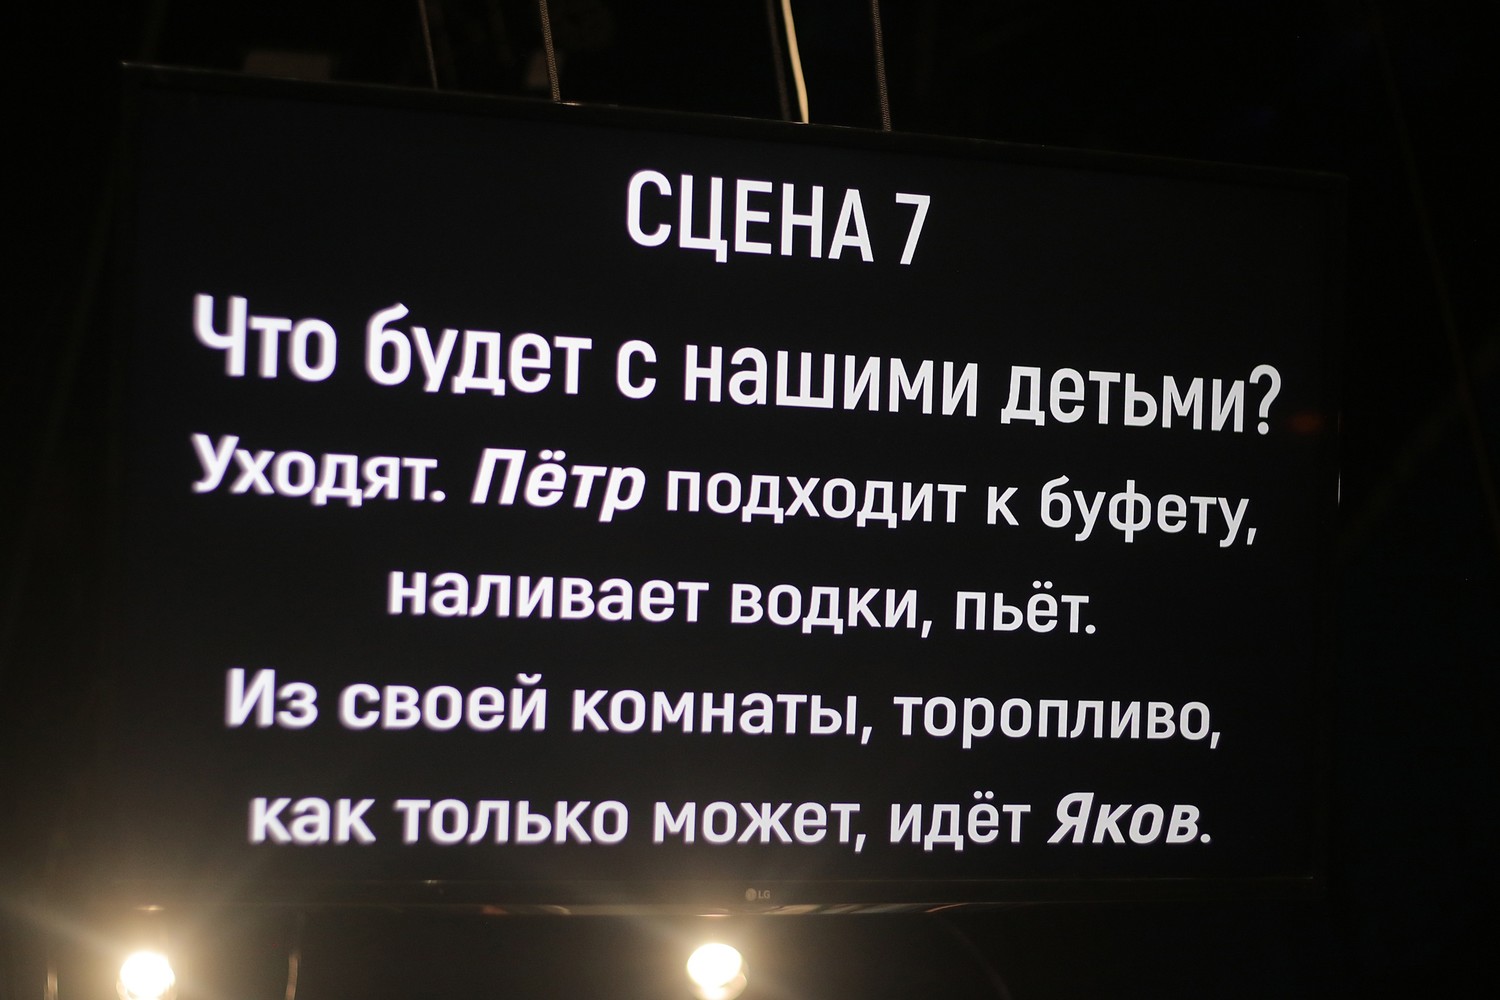 СЦЕНА 7
Что будет с нашими детьми?
Уходят. Пётр подходит к буфету,
наливает водки, пьёт.
Из своей комнаты, торопливо,
как только может, идёт Яков.
LG